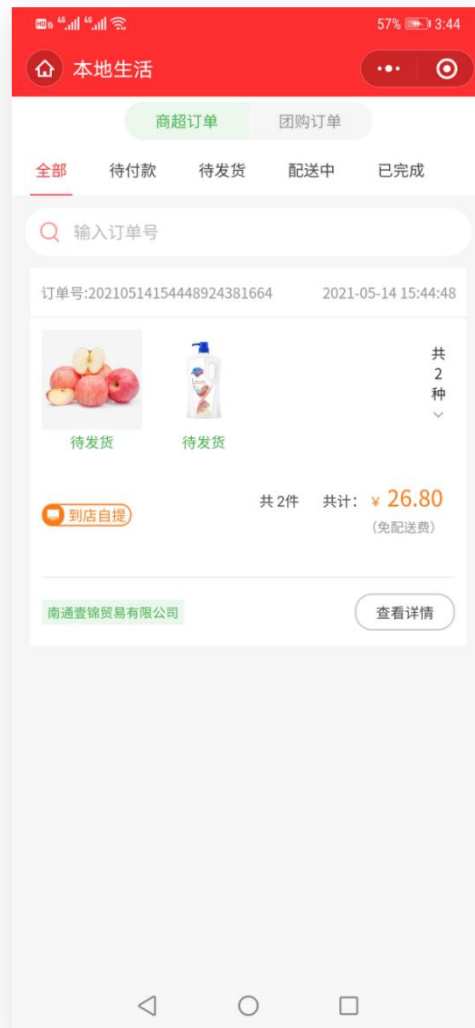 57% 3:44
本地生活
商超订单 团购订单
全部 待付款 待发货 配送中 已完成
输入订单号
订单号:20210514154448924381664 2021-05-14 15:44:48
共
2
种
待发货 待发货
到店自提 共2件 共计: ¥ 26.80
(免配送费)
南通壹锦贸易有限公司 查看详情